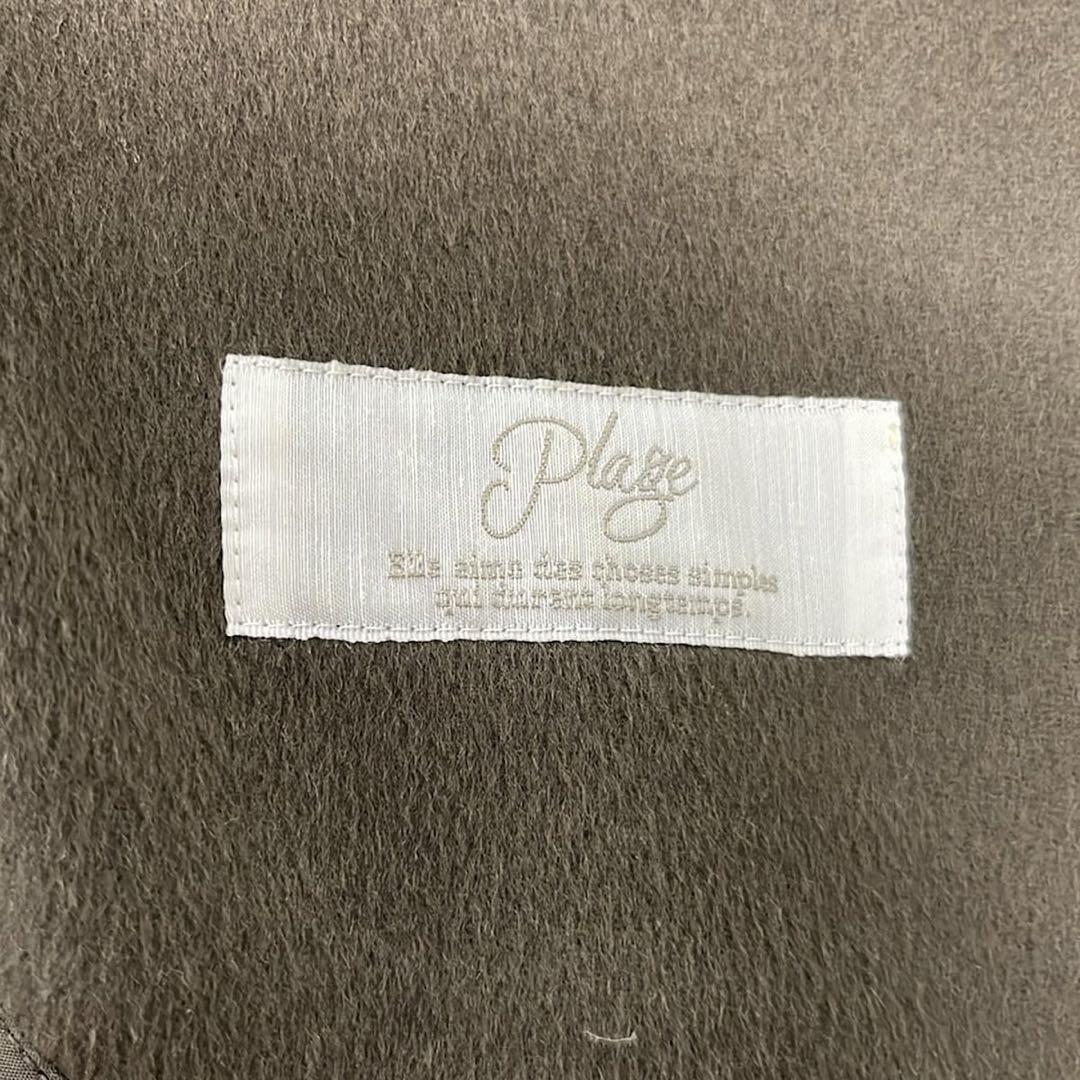 Plage
Elle aime des choses simples
qui durent longtemps.